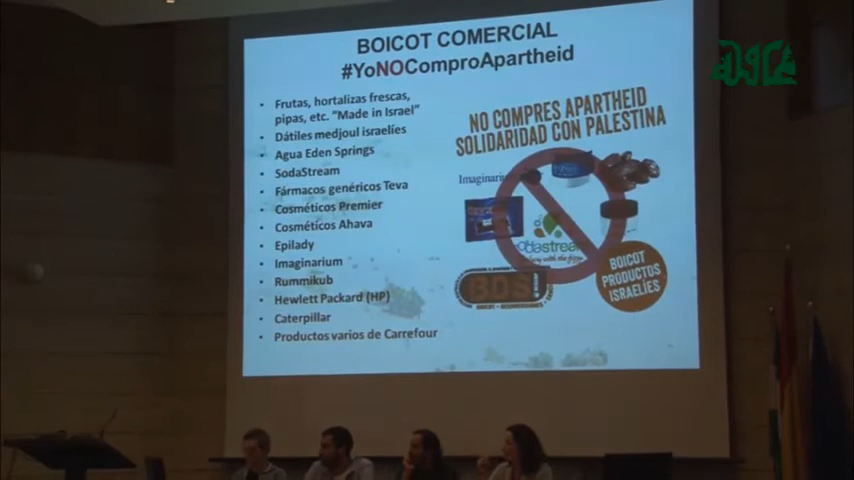 BOICOT COMERCIAL
#YoNOComproApartheid
• Frutas, hortalizas frescas,
pipas, etc. "Made in Israel"
• Dátiles medjoul israelíes
• Agua Eden Springs
• SodaStream
• Fármacos genéricos Teva
• Cosméticos Premier
• Cosméticos Ahava
• Epilady
• Imaginarium
• Rummikub
• Hewlett Packard (HP)
• Caterpillar
• Productos varios de Carrefour
NO COMPRES APARTHEID
SOLIDARIDAD CON PALESTINA
Imaginarium
sodastream
BDS
BOICOT
PRODUCTOS
ISRAELÍES